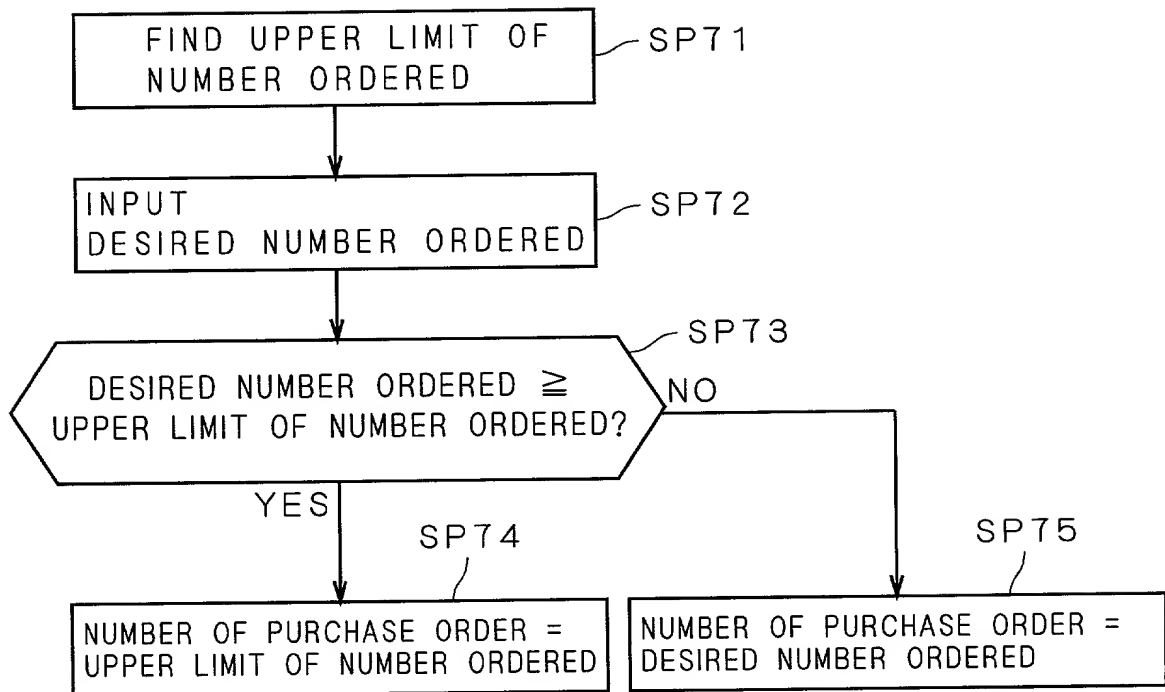 FIND UPPER LIMIT OF
NUMBER ORDERED
SP71
INPUT
DESIRED NUMBER ORDERED
SP72
SP73
DESIRED NUMBER ORDERED ≧
UPPER LIMIT OF NUMBER ORDERED?
NO
YES
SP74
SP75
NUMBER OF PURCHASE ORDER =
UPPER LIMIT OF NUMBER ORDERED
NUMBER OF PURCHASE ORDER =
DESIRED NUMBER ORDERED